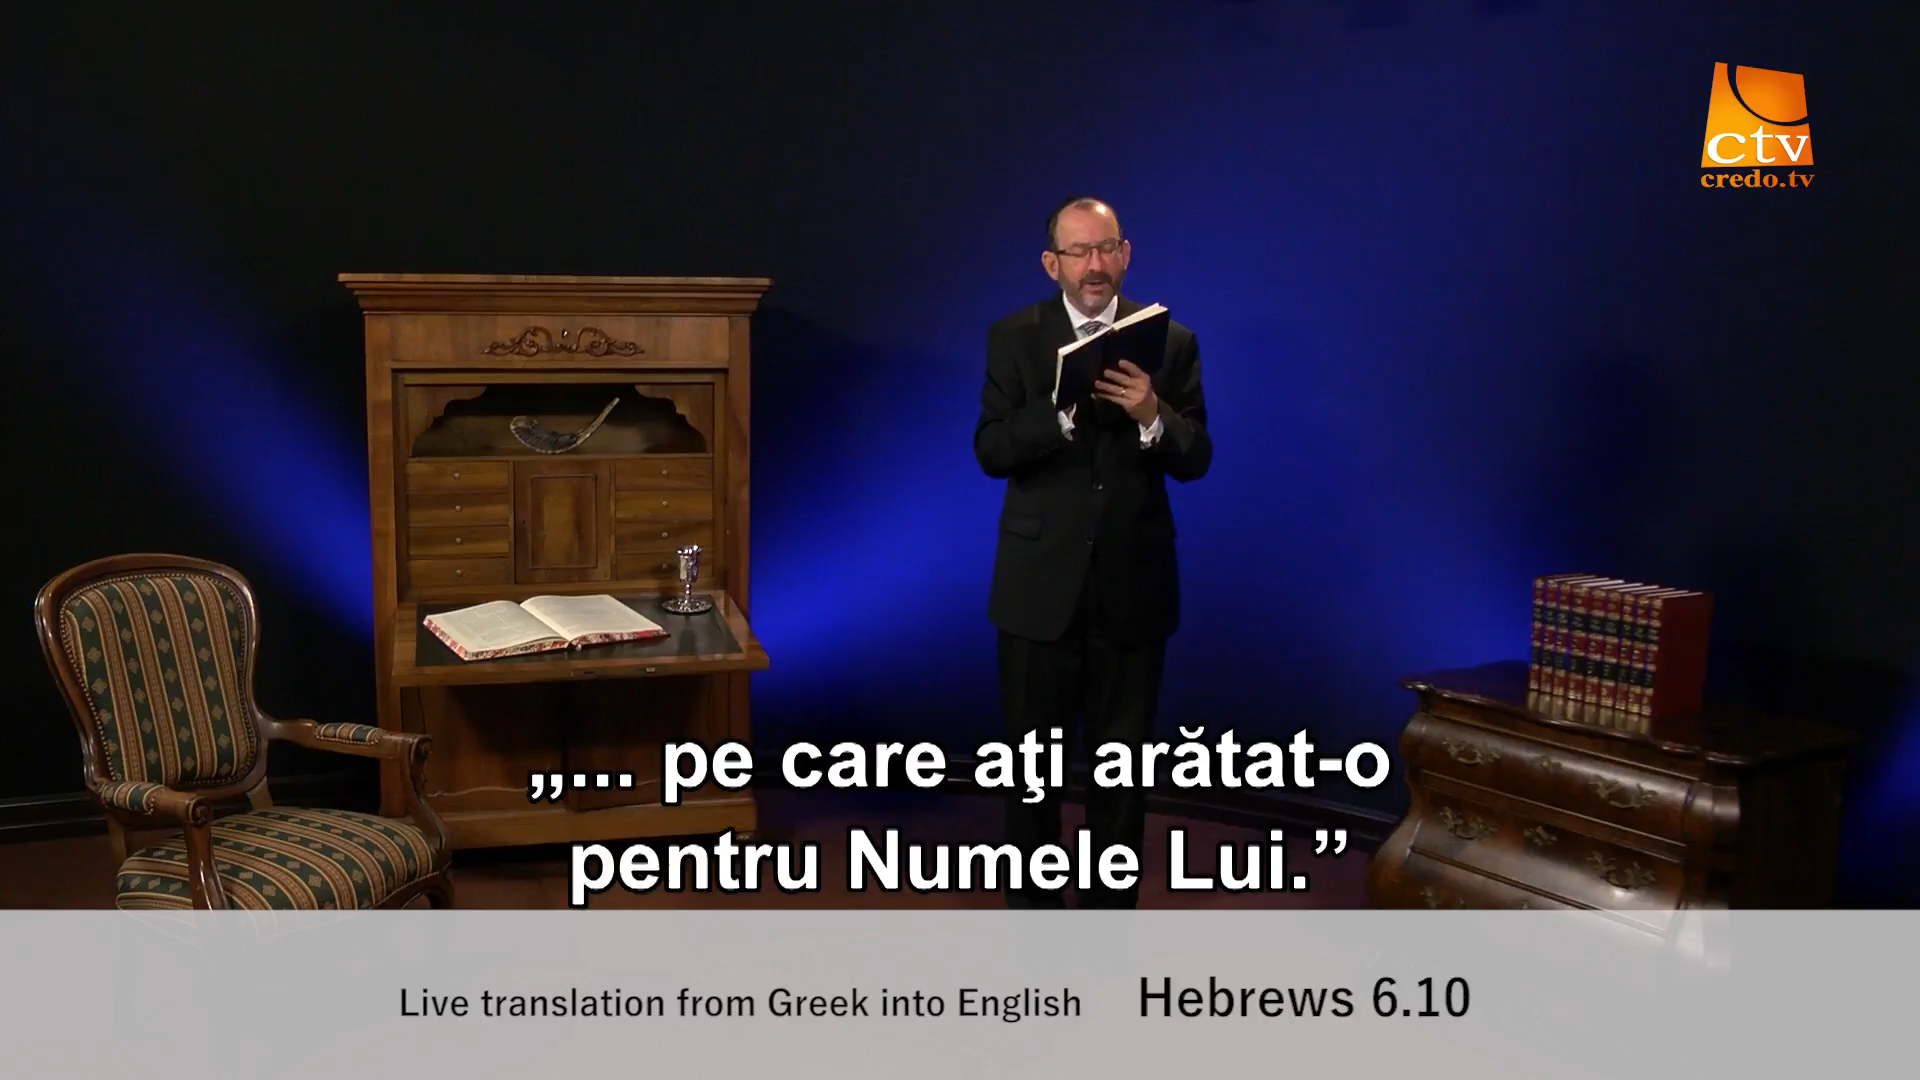 ctv
credo.tv
„... pe care aţi arătat-o
pentru Numele Lui.”
Live translation from Greek into English Hebrews 6.10